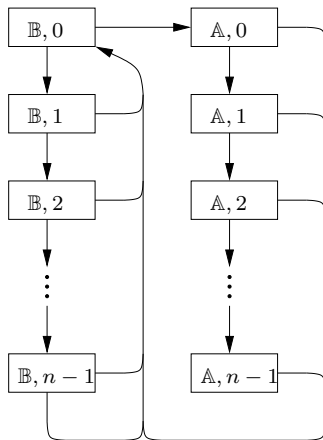 𝔹, 0 𝔸, 0
𝔹, 1 𝔸, 1
𝔹, 2 𝔸, 2
𝔹, n − 1 𝔸, n − 1